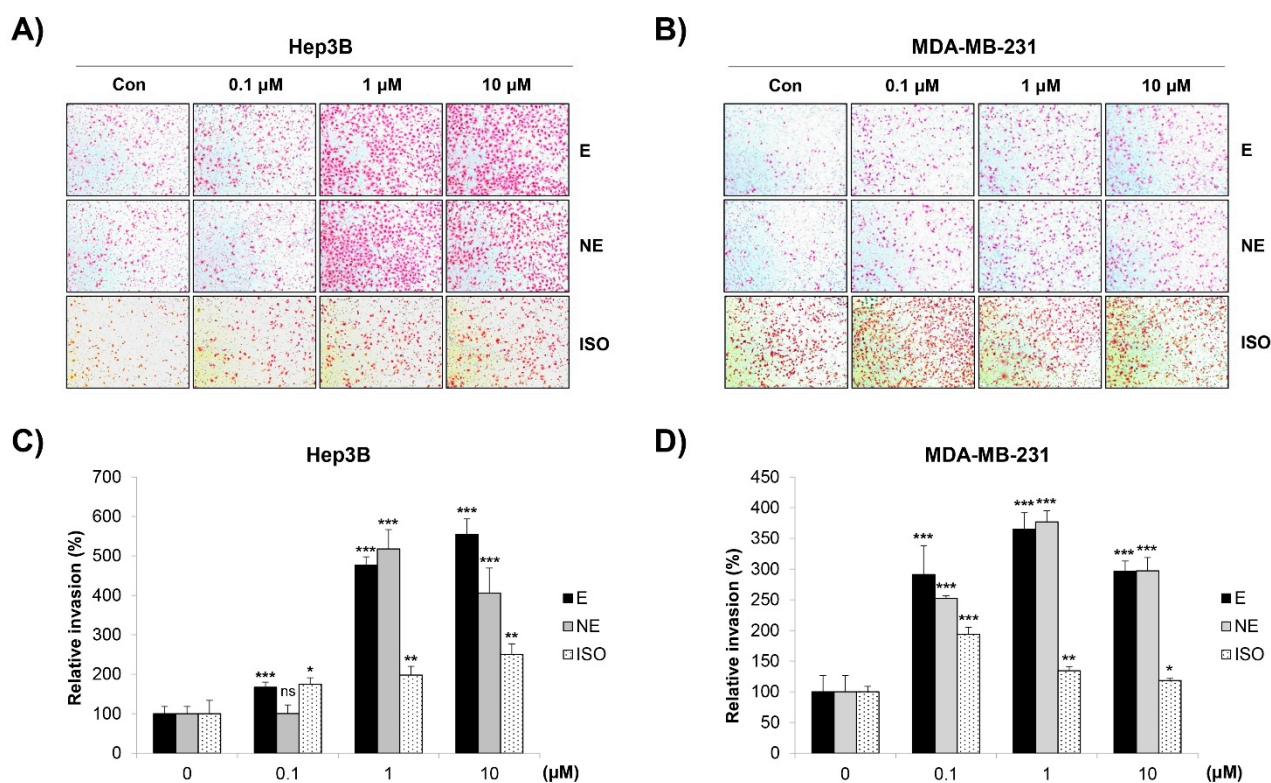 A)
Hep3B
Con 0.1 µM 1 µM 10 µM
E
NE
ISO
B)
MDA-MB-231
Con 0.1 µM 1 µM 10 µM
E
NE
ISO
C)
Hep3B
Relative invasion (%)
700
600
500
400
300
200
100
0
*** ns *
*** *** **
*** *** **
E
NE
ISO
0 0.1 1 10 (µM)
D)
MDA-MB-231
Relative invasion (%)
450
400
350
300
250
200
150
100
50
0
*** *** ***
*** *** **
*** *** *
E
NE
ISO
0 0.1 1 10 (µM)